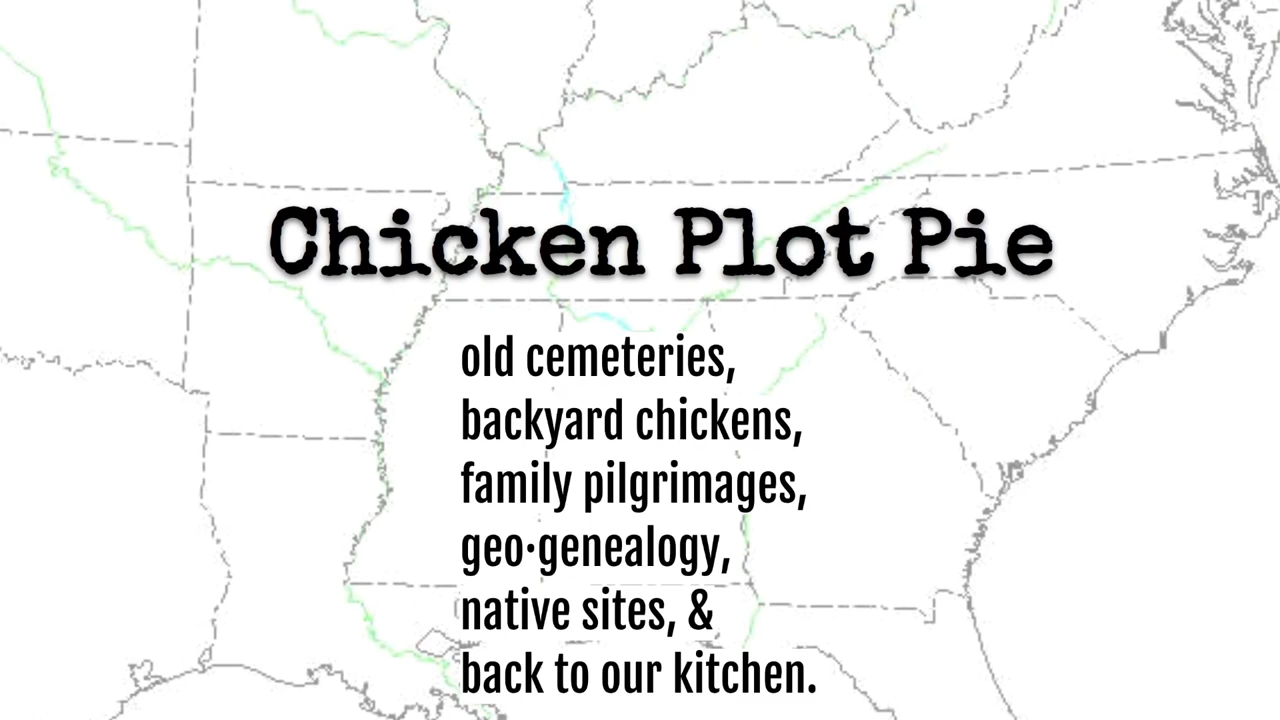 Chicken Plot Pie
old cemeteries,
backyard chickens,
family pilgrimages,
geo·genealogy,
native sites, &
back to our kitchen.